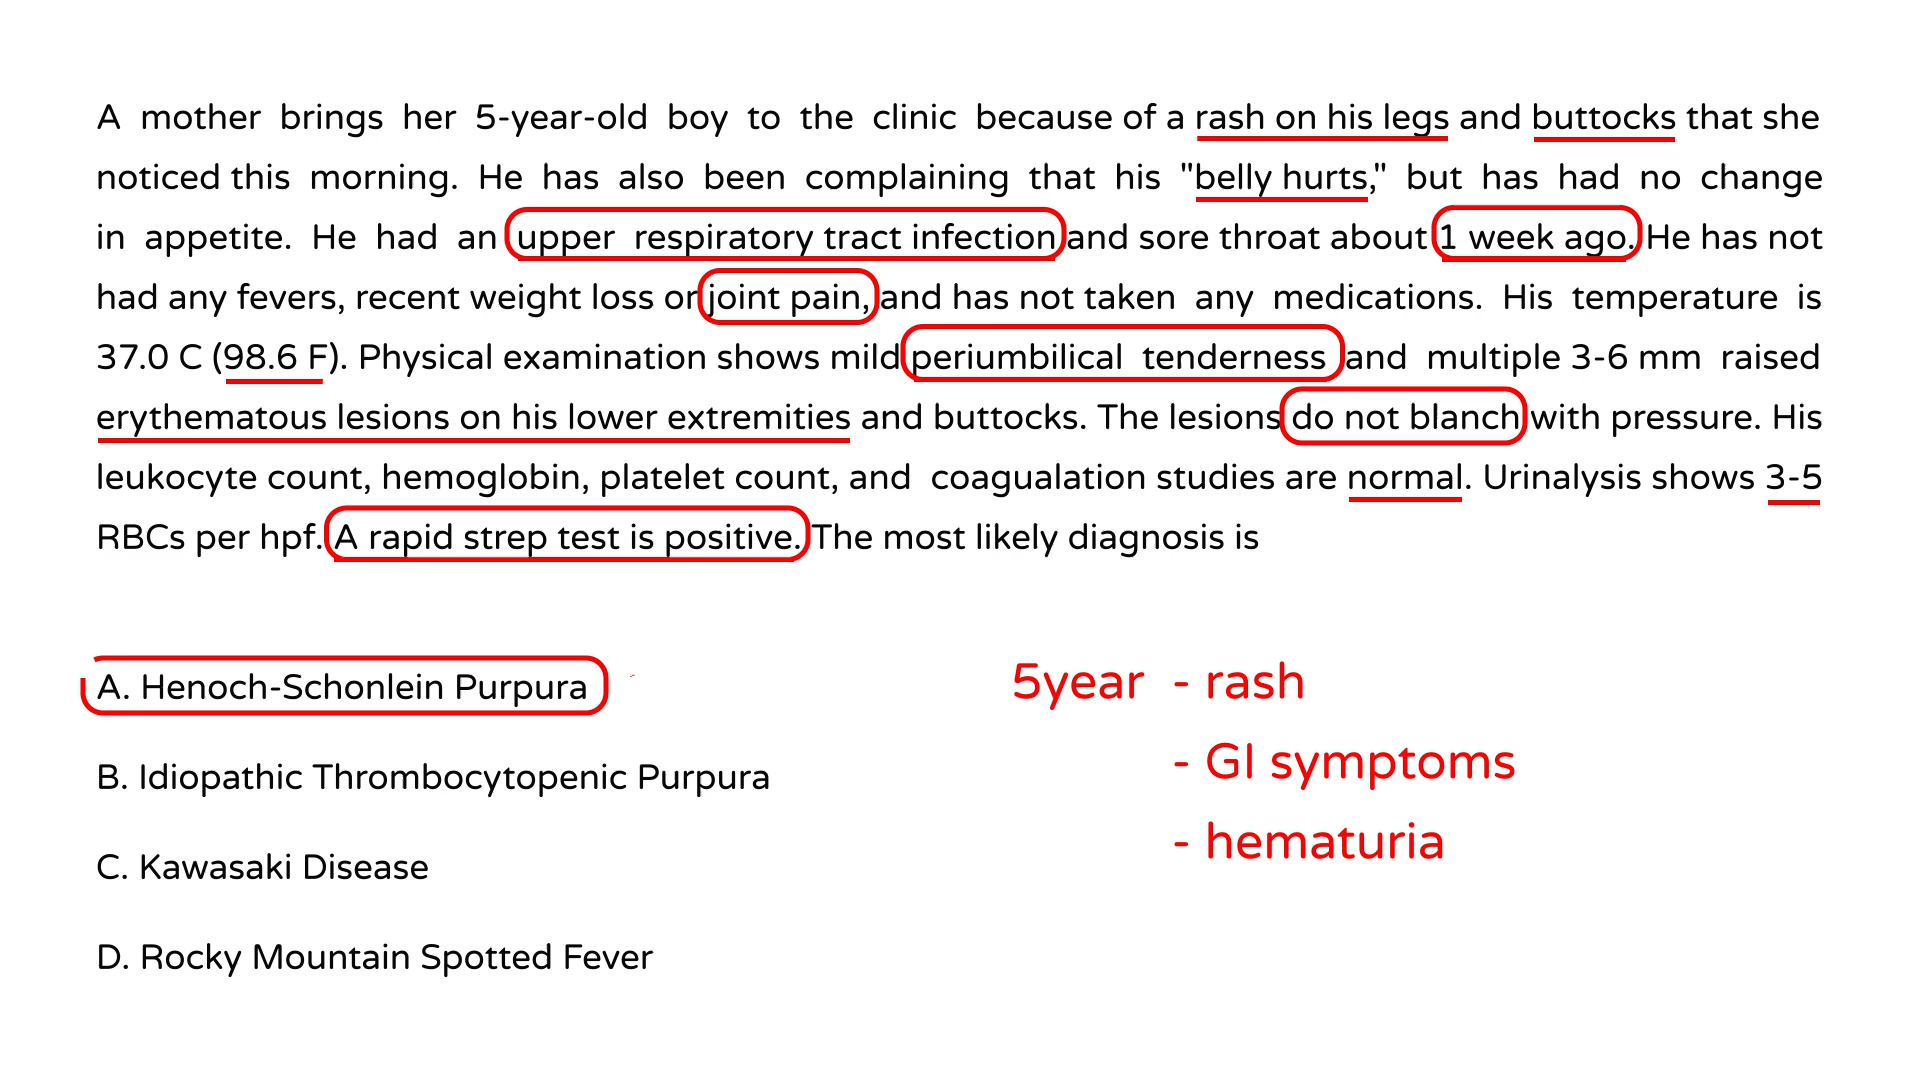 A mother brings her 5-year-old boy to the clinic because of a rash on his legs and buttocks that she
noticed this morning. He has also been complaining that his "belly hurts," but has had no change
in appetite. He had an upper respiratory tract infection and sore throat about 1 week ago. He has not
had any fevers, recent weight loss or joint pain, and has not taken any medications. His temperature is
37.0 C (98.6 F). Physical examination shows mild periumbilical tenderness and multiple 3-6 mm raised
erythematous lesions on his lower extremities and buttocks. The lesions do not blanch with pressure. His
leukocyte count, hemoglobin, platelet count, and coagualation studies are normal. Urinalysis shows 3-5
RBCs per hpf. A rapid strep test is positive. The most likely diagnosis is
A. Henoch-Schonlein Purpura
B. Idiopathic Thrombocytopenic Purpura
C. Kawasaki Disease
D. Rocky Mountain Spotted Fever
5year - rash
- GI symptoms
- hematuria